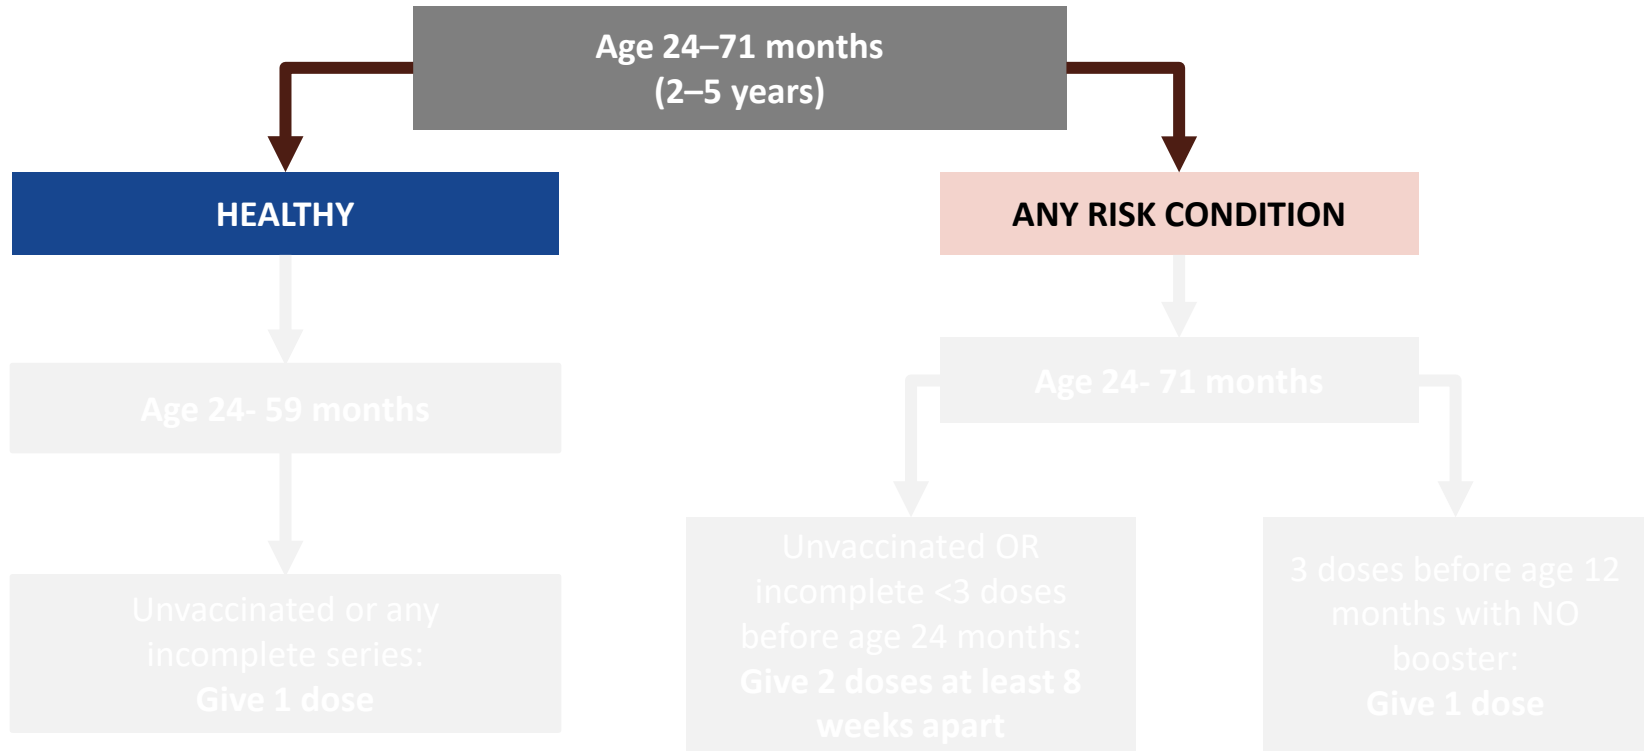 Age 24–71 months
(2–5 years)
HEALTHY
ANY RISK CONDITION
Age 24- 59 months
Age 24- 71 months
Unvaccinated or any
incomplete series:
Give 1 dose
Unvaccinated OR
incomplete <3 doses
before age 24 months:
Give 2 doses at least 8
weeks apart
3 doses before age 12
months with NO
booster:
Give 1 dose